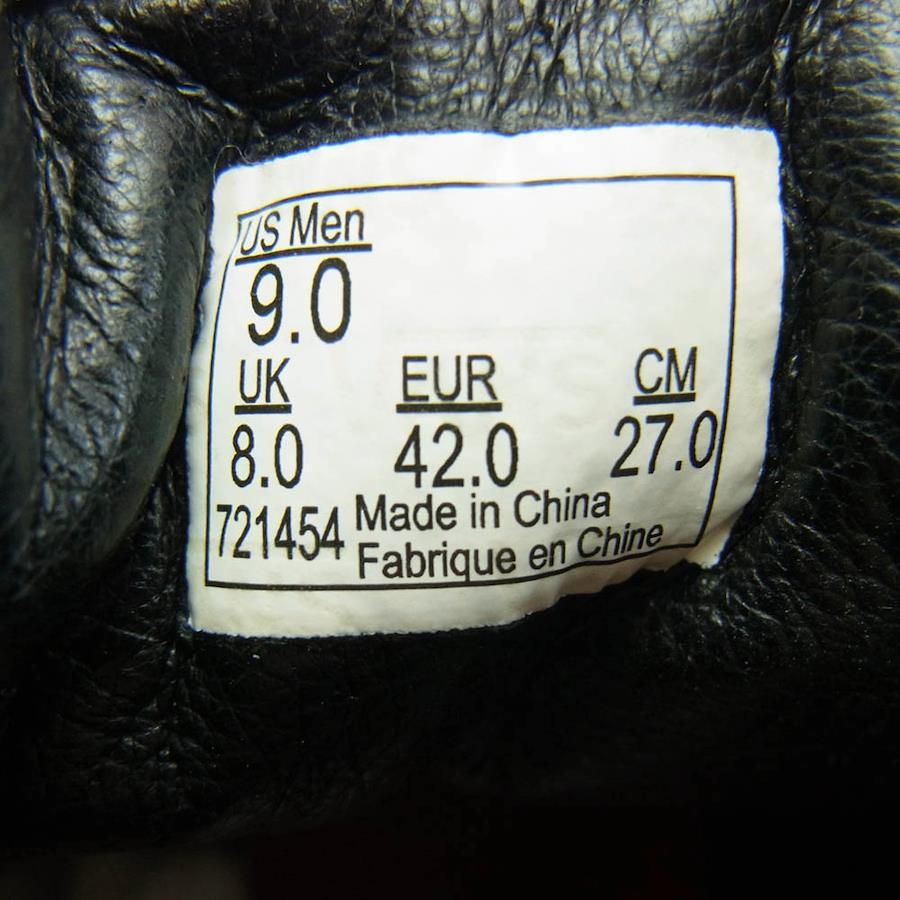 US Men
9.0
UK EUR CM
8.0 42.0 27.0
721454 Made in China
Fabrique en Chine